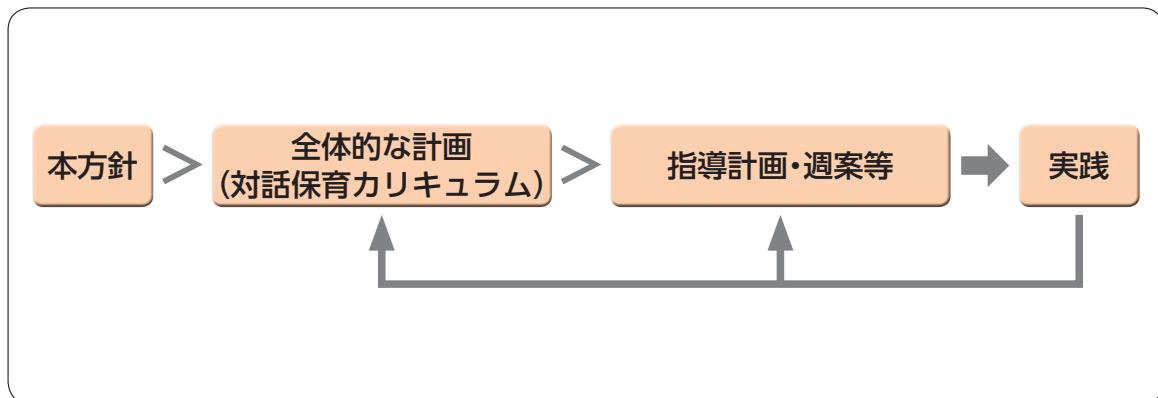 本方針
全体的な計画
（対話保育カリキュラム）
指導計画・週案等
実践